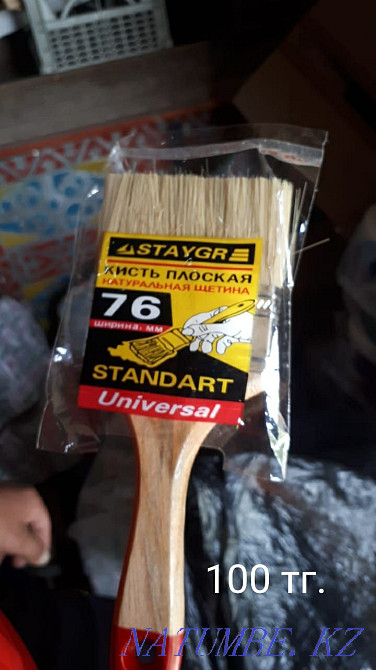 STAYGR
КИСТЬ ПЛОСКАЯ
НАТУРАЛЬНАЯ ЩЕТИНА
76
ширина, мм
STANDART
Universal
100 тг.
NATUMBE.KZ